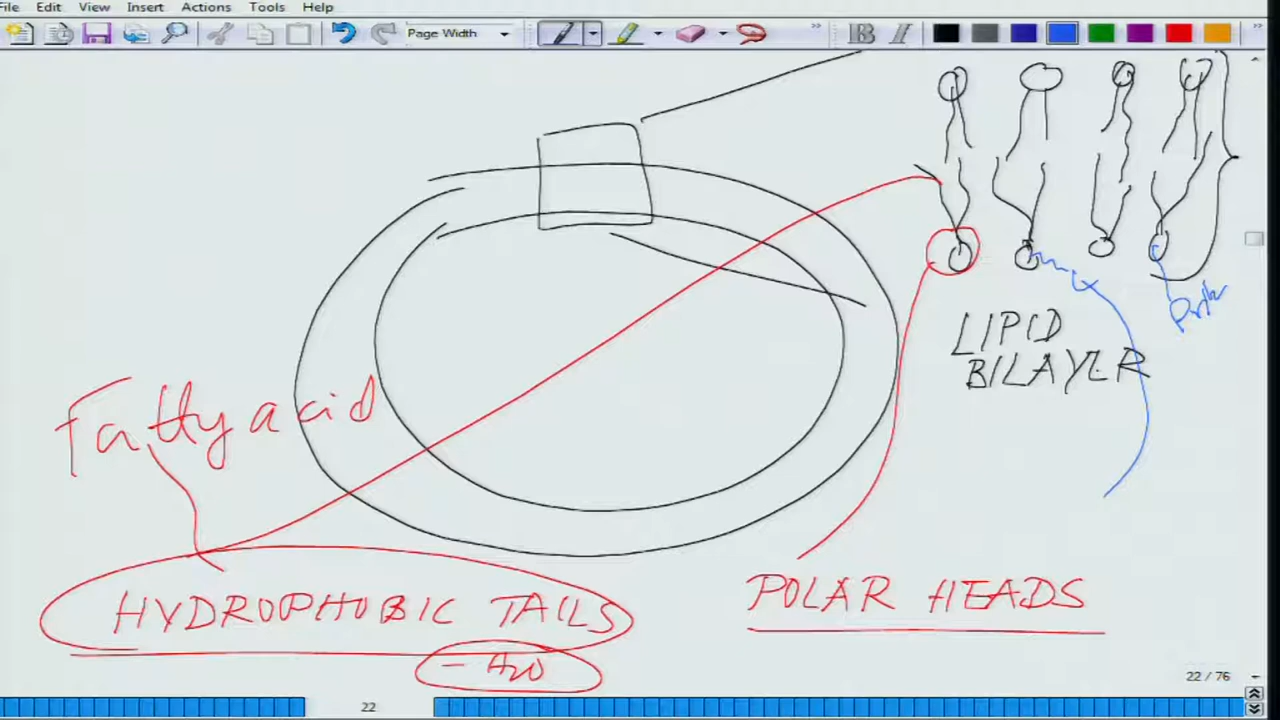 File Edit View Insert Actions Tools Help
Page Width
LIPID
BILAYER
Fatty acid
HYDROPHOBIC TAILS
POLAR HEADS
- H2O
22 / 76
22